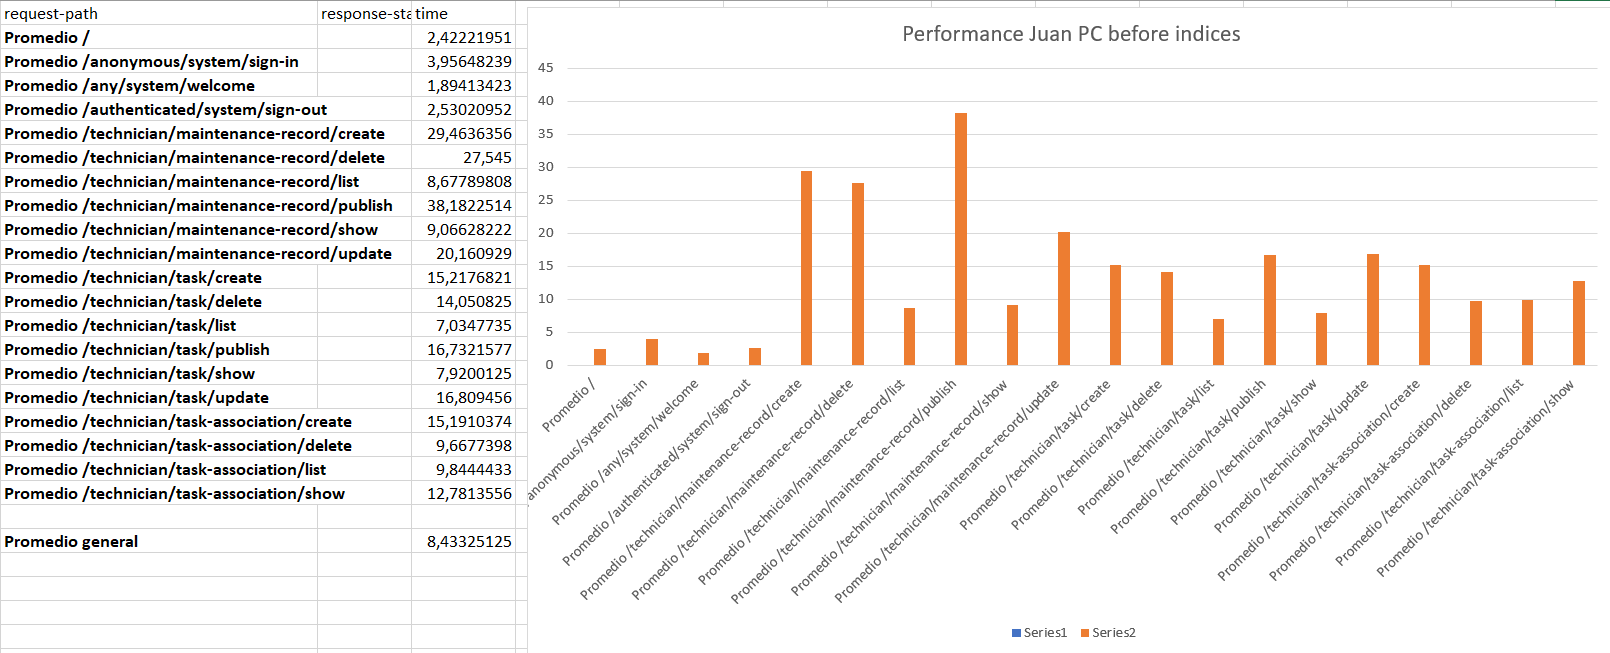 request-path response-sta time
Promedio / 2,42221951
Promedio /anonymous/system/sign-in 3,95648239
Promedio /any/system/welcome 1,89413423
Promedio /authenticated/system/sign-out 2,53020952
Promedio /technician/maintenance-record/create 29,4636356
Promedio /technician/maintenance-record/delete 27,545
Promedio /technician/maintenance-record/list 8,67789808
Promedio /technician/maintenance-record/publish 38,1822514
Promedio /technician/maintenance-record/show 9,06628222
Promedio /technician/maintenance-record/update 20,160929
Promedio /technician/task/create 15,2176821
Promedio /technician/task/delete 14,050825
Promedio /technician/task/list 7,0347735
Promedio /technician/task/publish 16,7321577
Promedio /technician/task/show 7,9200125
Promedio /technician/task/update 16,809456
Promedio /technician/task-association/create 15,1910374
Promedio /technician/task-association/delete 9,6677398
Promedio /technician/task-association/list 9,8444433
Promedio /technician/task-association/show 12,7813556
Promedio general 8,43325125
Performance Juan PC before indices
45
40
35
30
25
20
15
10
5
0
Promedio /
anonymous/system/sign-in
Promedio /any/system/welcome
Promedio /authenticated/system/sign-out
Promedio /technician/maintenance-record/create
Promedio /technician/maintenance-record/delete
Promedio /technician/maintenance-record/list
Promedio /technician/maintenance-record/publish
Promedio /technician/maintenance-record/show
Promedio /technician/maintenance-record/update
Promedio /technician/task/create
Promedio /technician/task/delete
Promedio /technician/task/list
Promedio /technician/task/publish
Promedio /technician/task/show
Promedio /technician/task/update
Promedio /technician/task-association/create
Promedio /technician/task-association/delete
Promedio /technician/task-association/list
Promedio /technician/task-association/show
Series1 Series2